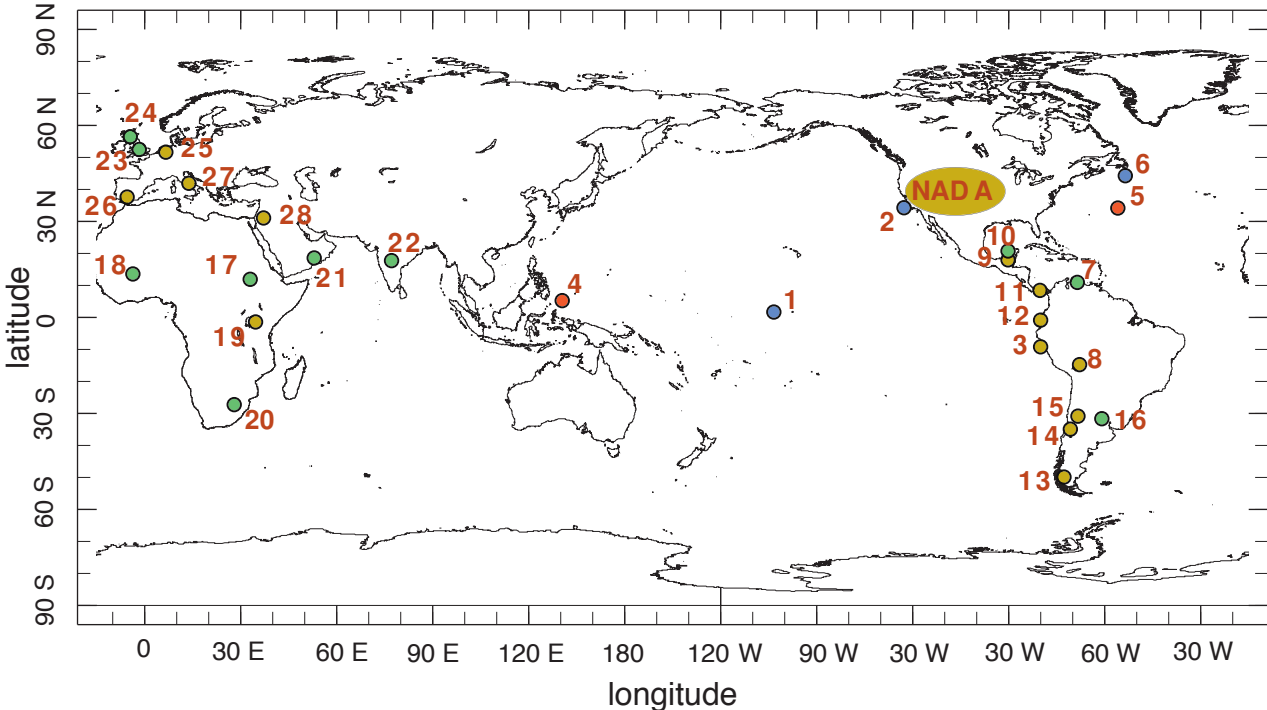 90 N
60 N
30 N
0
30 S
60 S
90 S
latitude
24
23
25
27
26
28
18
17
21
22
19
20
4
1
2
NAD A
6
5
10
9
7
11
12
3
8
15
16
14
13
0
30 E
60 E
90 E
120 E
180
120 W
90 W
30 W
30 W
60 W
30 W
longitude